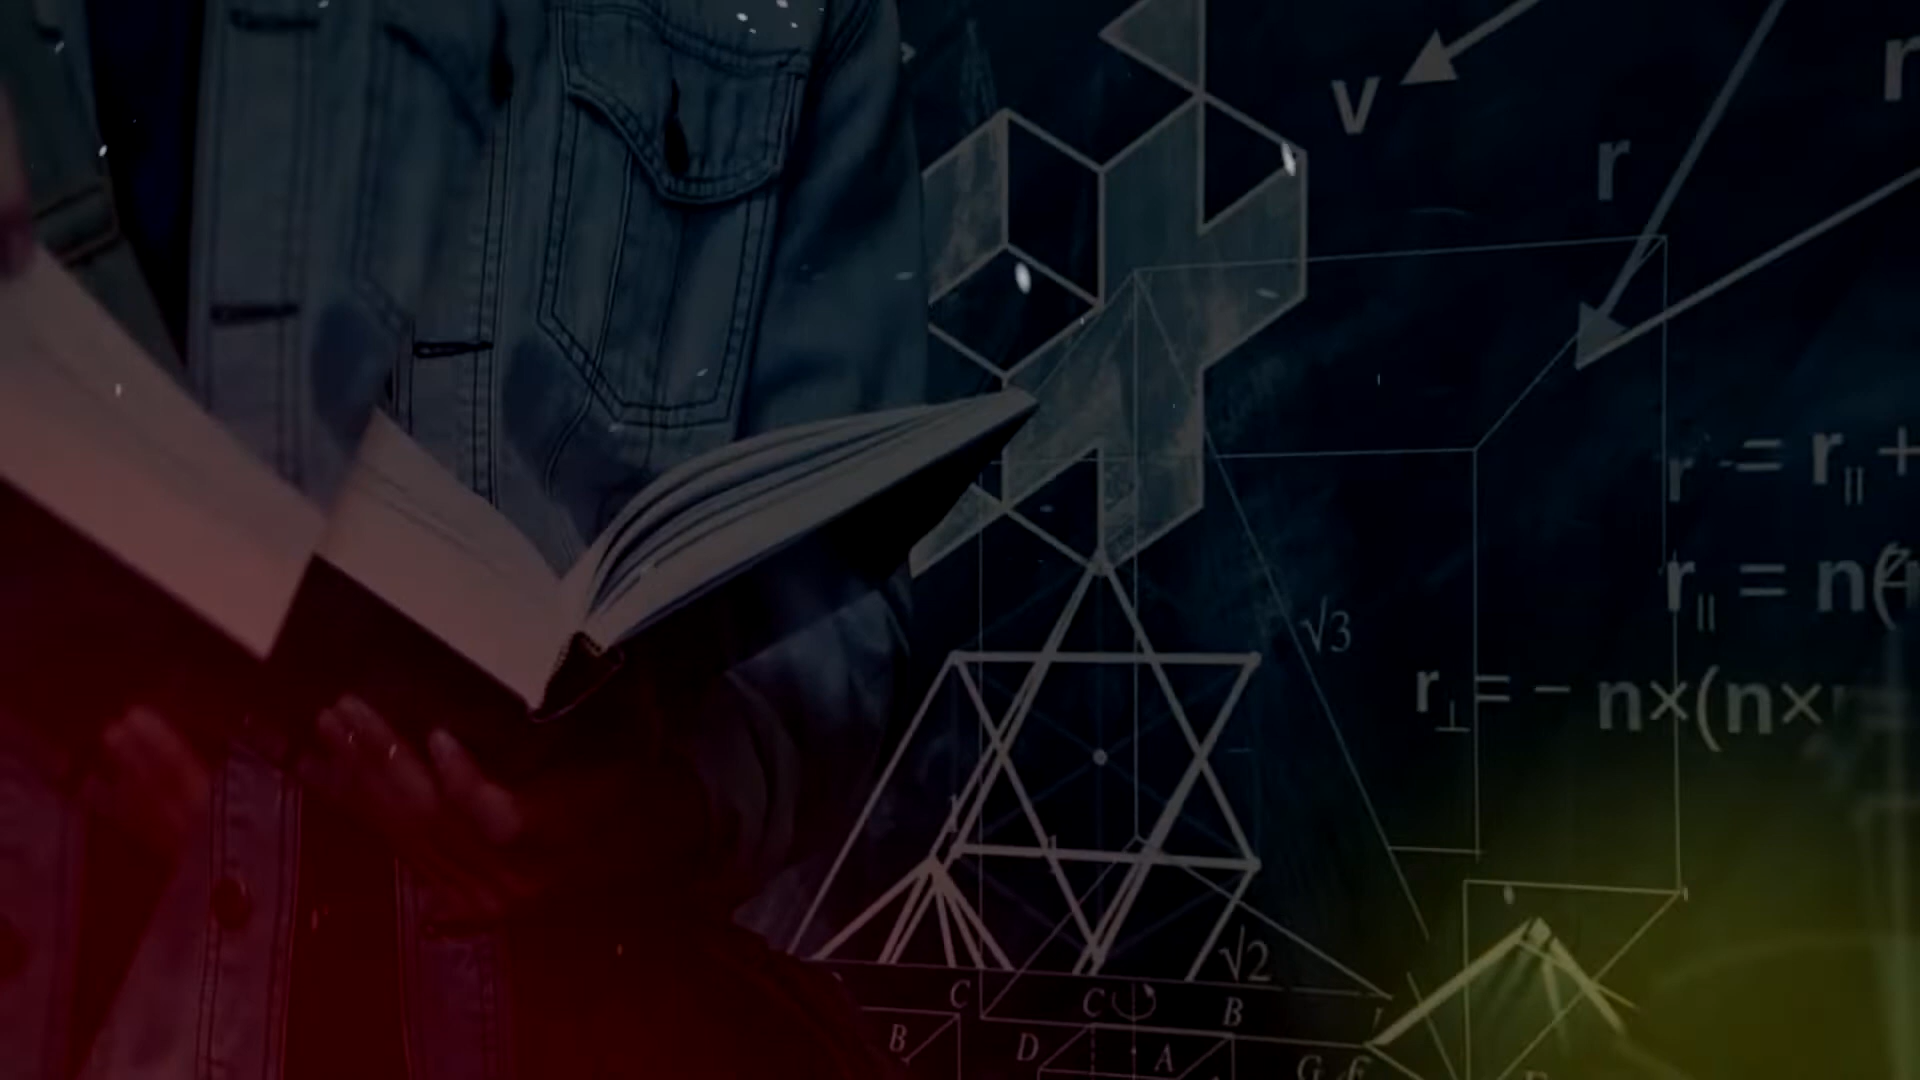 v
r
r
r = r∥ +
r∥ = n(
√3
r⊥ = − n×(n×r
√2
C C B
B D A G F